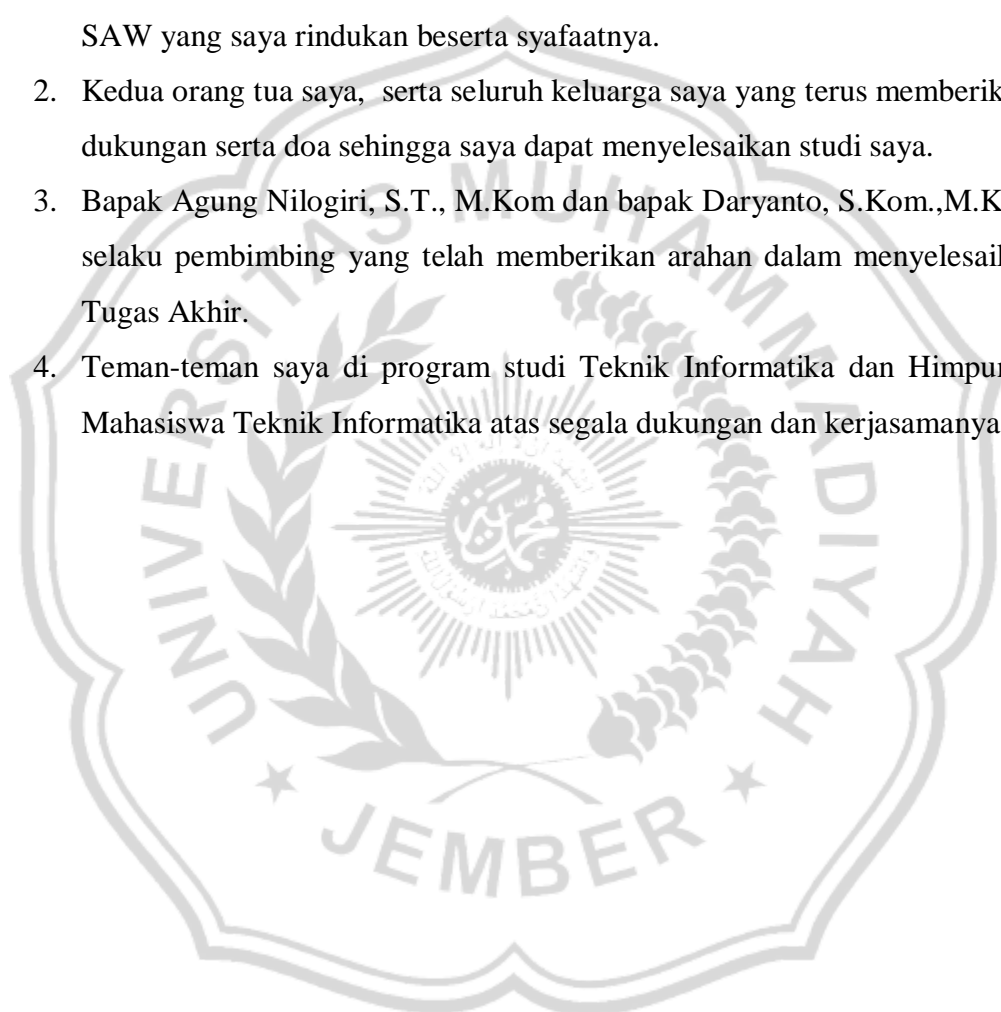 SAW yang saya rindukan beserta syafaatnya.
2. Kedua orang tua saya, serta seluruh keluarga saya yang terus memberik
dukungan serta doa sehingga saya dapat menyelesaikan studi saya.
3. Bapak Agung Nilogiri, S.T., M.Kom dan bapak Daryanto, S.Kom.,M.K
selaku pembimbing yang telah memberikan arahan dalam
Tugas Akhir.
4. Teman-teman saya di program studi Teknik Informatika dan
Mahasiswa Teknik Informatika atas segala dukungan dan kerjasamanya
UNIVERSITAS MUHAMMADIYAH
JEMBER